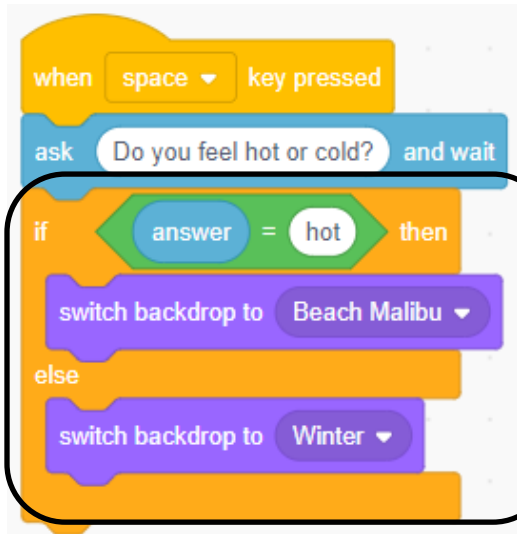 when space key pressed
ask Do you feel hot or cold? and wait
if answer = hot then
switch backdrop to Beach Malibu
else
switch backdrop to Winter